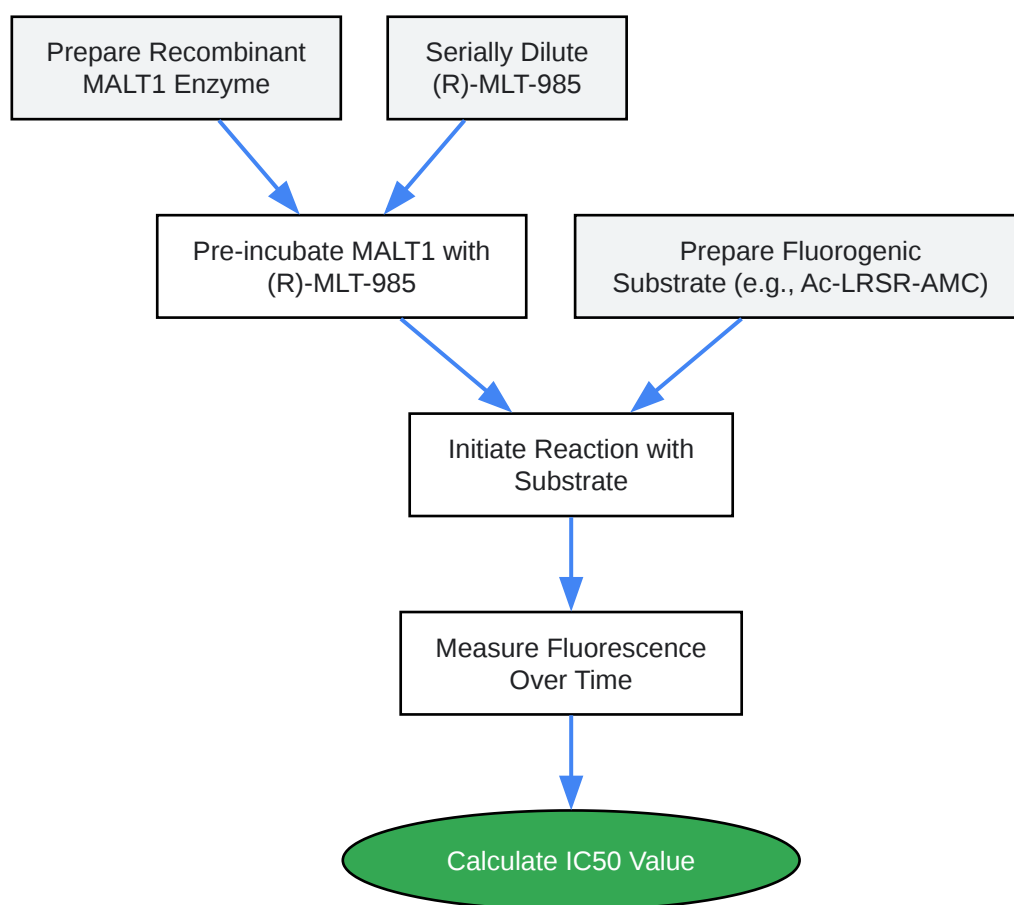 Prepare Recombinant
MALT1 Enzyme
Serially Dilute
(R)-MLT-985
Pre-incubate MALT1 with
(R)-MLT-985
Prepare Fluorogenic
Substrate (e.g., Ac-LRSR-AMC)
Initiate Reaction with
Substrate
Measure Fluorescence
Over Time
Calculate IC50 Value